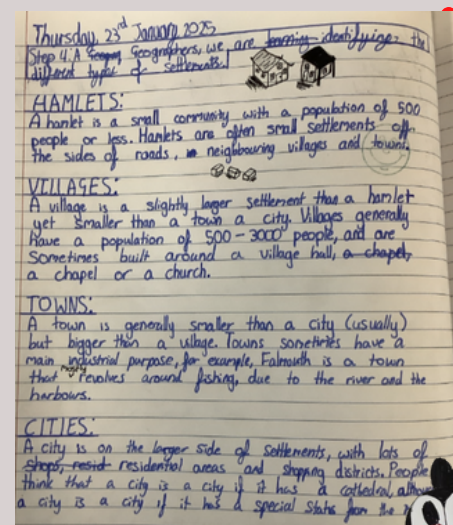 Thursday, 23rd January 2025
Step 4: A Geographers, we are learning identifying the
different types of settlements
HAMLETS:
A hamlet is a small community with a population of 500
people or less. Hamlets are often small settlements off
the sides of roads, neighbouring villages and towns.
VILLAGES:
A village is a slightly larger settlement than a hamlet
yet smaller than a town a city. Villages generally
have a population of 500 - 3000 people, and are
sometimes built around a village hall, a chapel,
a chapel or a church.
TOWNS:
A town is generally smaller than a city (usually)
but bigger than a village. Towns sometimes have a
main industrial purpose, for example, Falmouth is a town
that mostly revolves around fishing, due to the river and the
harbours.
CITIES:
A city is on the larger side of settlements, with lots of
shops, resid residential areas and shopping districts. People
think that a city is a city if it has a cathedral,
a city is a city if it has a special status from the